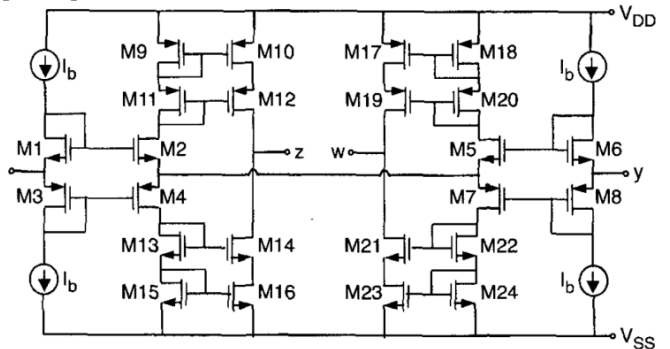 V_DD
M9 M10 M17 M18
I_b I_b
M11 M12 M19 M20
M1 M2 M5 M6
z w
y
M3 M4 M7 M8
M13 M14 M21 M22
I_b I_b
M15 M16 M23 M24
V_SS